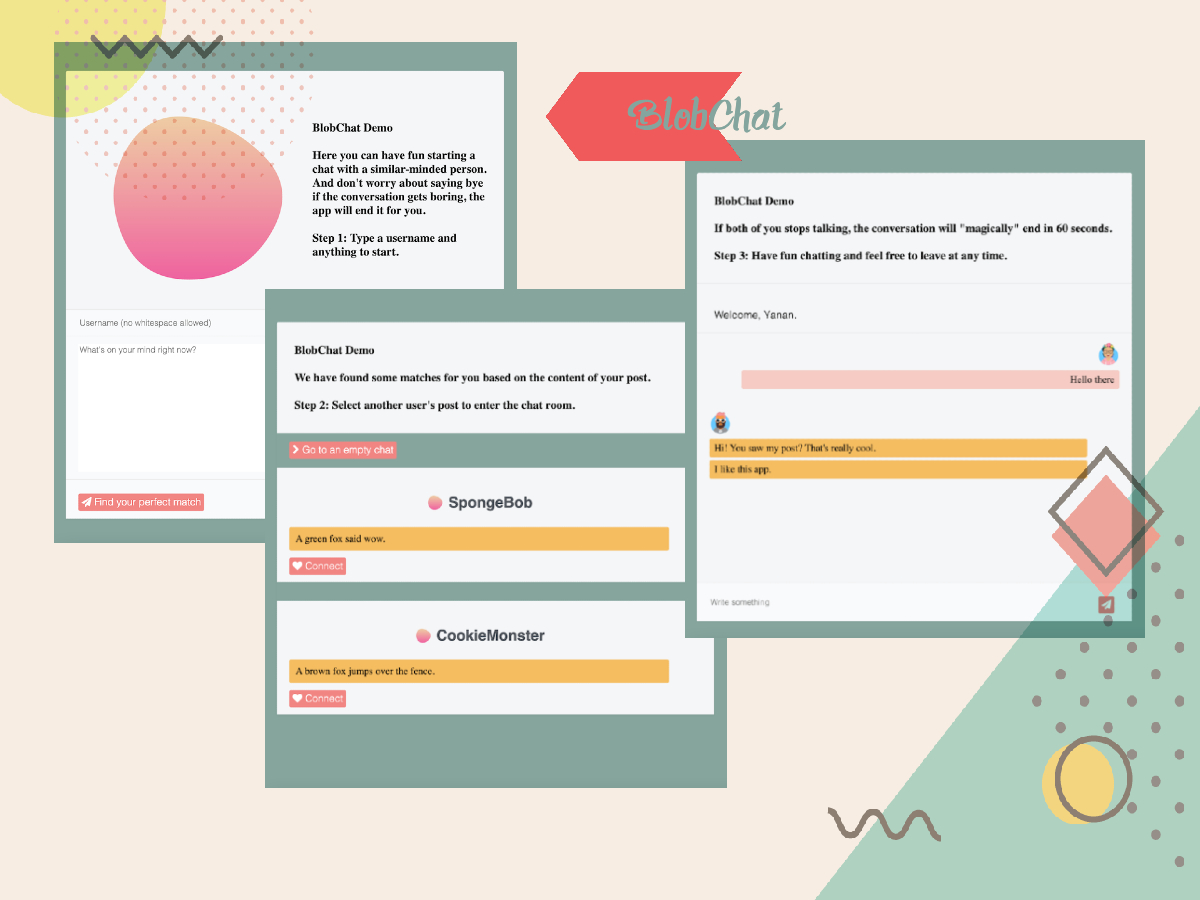 BlobChat
BlobChat Demo
Here you can have fun starting a
chat with a similar-minded person.
And don't worry about saying bye
if the conversation gets boring, the
app will end it for you.
Step 1: Type a username and
anything to start.
Username (no whitespace allowed)
What's on your mind right now?
Find your perfect match
BlobChat Demo
We have found some matches for you based on the content of your post.
Step 2: Select another user's post to enter the chat room.
Go to an empty chat
SpongeBob
A green fox said wow.
Connect
CookieMonster
A brown fox jumps over the fence.
Connect
BlobChat Demo
If both of you stops talking, the conversation will "magically" end in 60 seconds.
Step 3: Have fun chatting and feel free to leave at any time.
Welcome, Yanan.
Hello there
Hi! You saw my post? That's really cool.
I like this app.
Write something